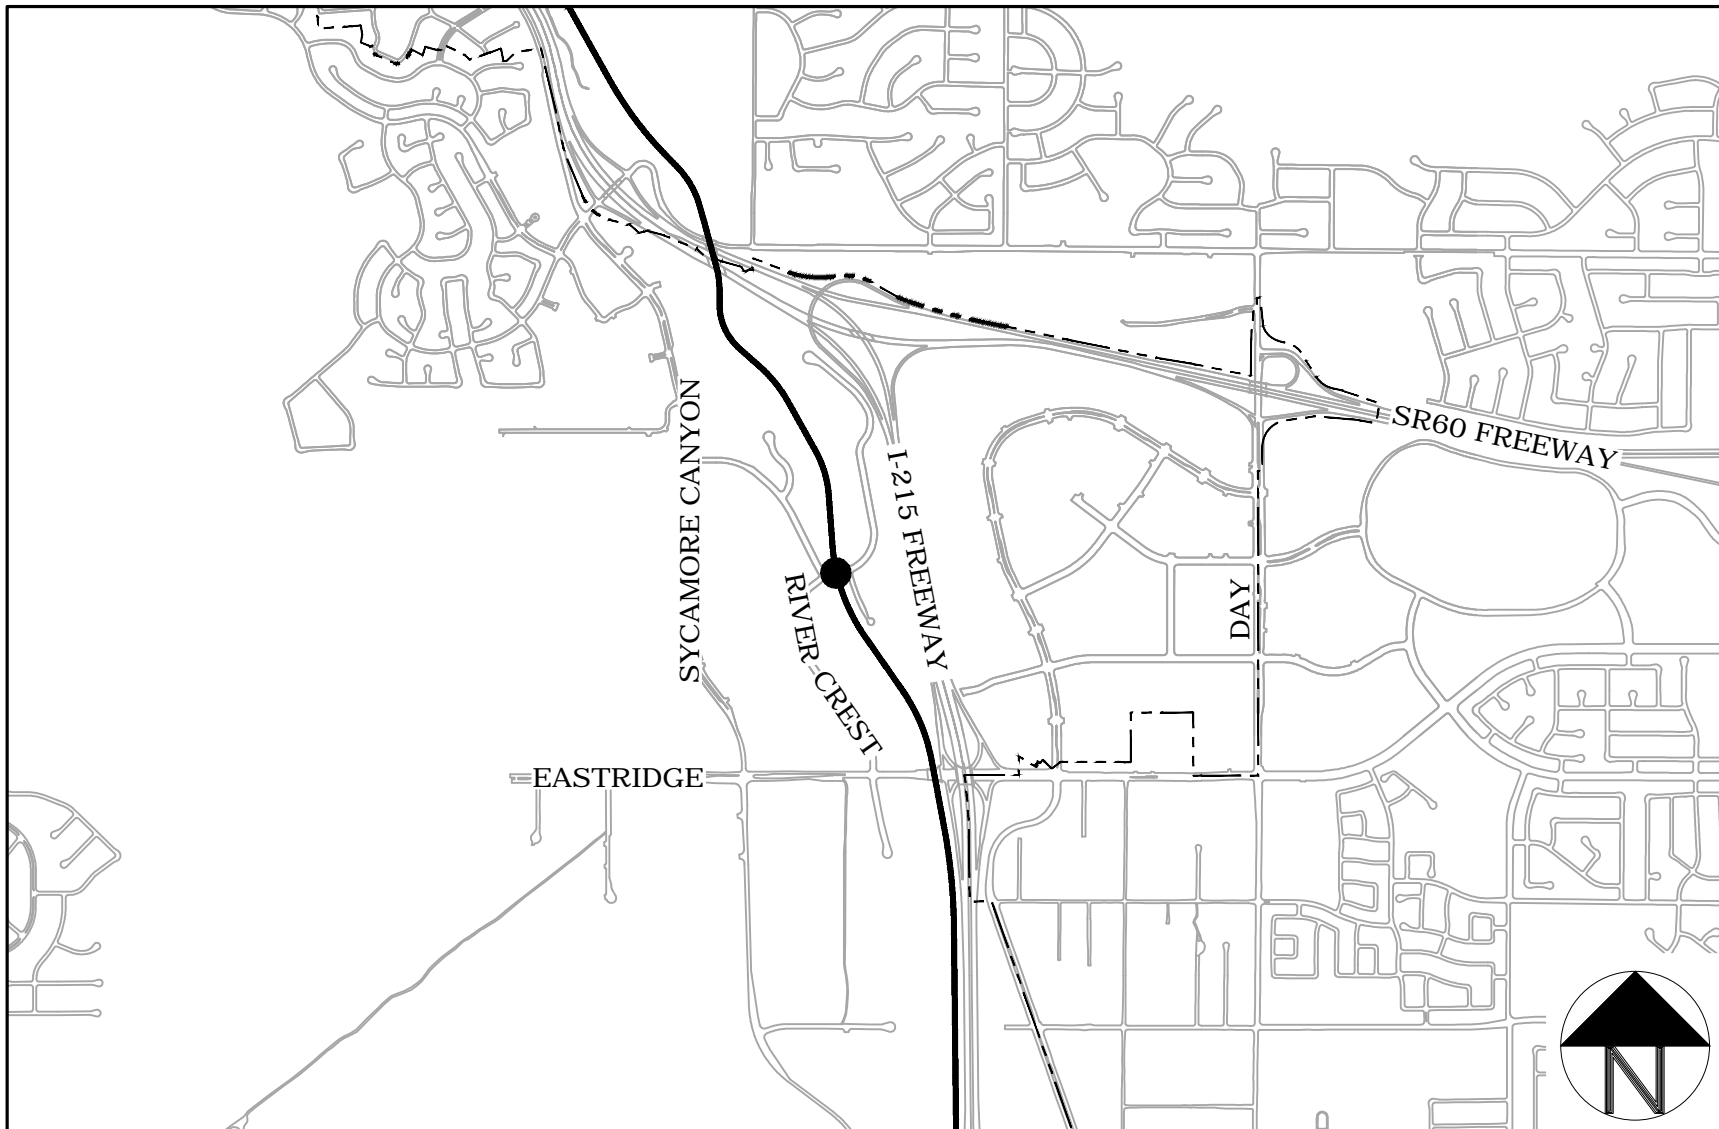 SR60 FREEWAY
I-215 FREEWAY
SYCAMORE CANYON
RIVER CREST
DAY
EASTRIDGE
N